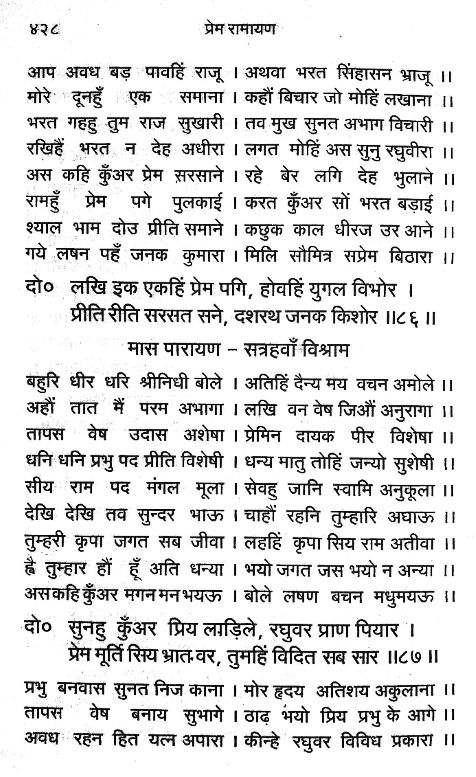 ४२८ प्रेम रामायण
आप अवध बड़ पावहिं राजू । अथवा भरत सिंहासन भ्राजू ।।
मोरे दूनहुँ एक समाना । कहौं बिचार जो मोहिं लखाना ।।
भरत गहहु तुम राज सुखारी । तव मुख सुनत अभाग विचारी ।।
रखिहैं भरत न देह अधीरा । लगत मोहिं अस सुनु रघुवीरा ।।
अस कहि कुँअर प्रेम सरसाने । रहे बेर लगि देह भुलाने ।।
रामहुँ प्रेम पगे पुलकाई । करत कुँअर सों भरत बड़ाई ।।
श्याल भाम दोउ प्रीति समाने । कछुक काल धीरज उर आने ।।
गये लषन पहँ जनक कुमारा । मिलि सौमित्र सप्रेम बिठारा ।।
दो० लखि इक एकहिं प्रेम पगि, होवहिं युगल विभोर ।
प्रीति रीति सरसत सने, दशरथ जनक किशोर ।।८६।।
मास पारायण – सत्रहवाँ विश्राम
बहुरि धीर धरि श्रीनिधी बोले । अतिहिं दैन्य मय वचन अमोले ।।
अहौं तात मैं परम अभागा । लखि वन वेष जिऔं अनुरागा ।।
तापस वेष उदास अशेषा । प्रेमिन दायक पीर विशेषा ।।
धनि धनि प्रभु पद प्रीति विशेषी । धन्य मातु तोहिं जन्यो सुशेषी ।।
सीय राम पद मंगल मूला । सेवहु जानि स्वामि अनुकूला ।।
देखि देखि तव सुन्दर भाऊ । चाहौं रहनि तुम्हारि अघाऊ ।।
तुम्हरी कृपा जगत सब जीवा । लहहिं कृपा सिय राम अतीवा ।।
ह्वै तुम्हार हौं हूँ अति धन्या । भयो जगत जस भयो न अन्या ।।
अस कहि कुँअर मगन मन भयऊ । बोले लषण बचन मधुमयऊ ।।
दो० सुनहु कुँअर प्रिय लाड़िले, रघुवर प्राण पियार ।
प्रेम मूर्ति सिय भ्रात वर, तुमहिं विदित सब सार ।।८७।।
प्रभु बनवास सुनत निज काना । मोर हृदय अतिशय अकुलाना ।।
तापस वेष बनाय सुभागे । ठाढ़ भयो प्रिय प्रभु के आगे ।।
अवध रहन हित यत्न अपारा । कीन्हे रघुवर विविध प्रकारा ।।